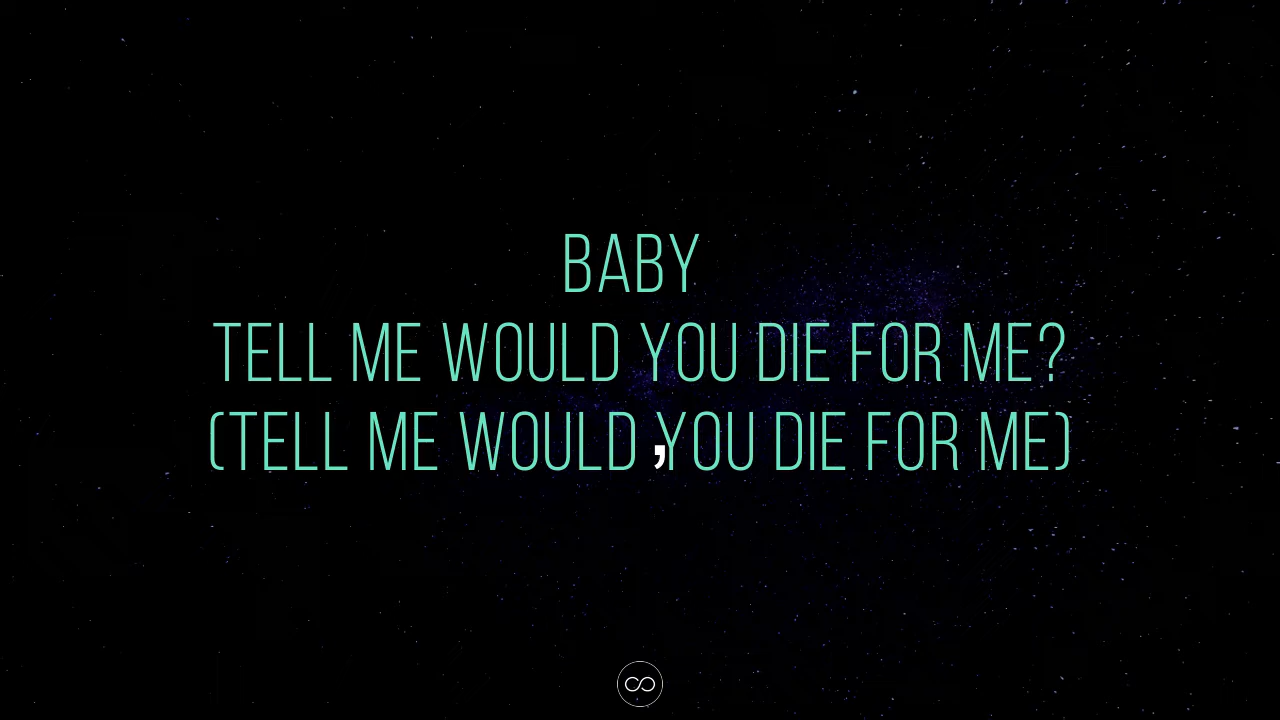 BABY
TELL ME WOULD YOU DIE FOR ME?
(TELL ME WOULD YOU DIE FOR ME)
,